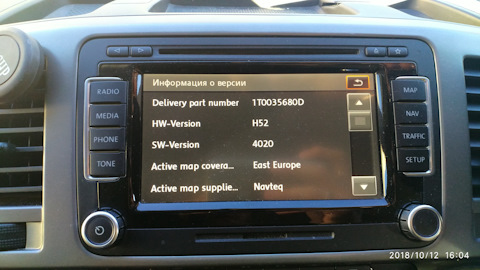 Информация о версии
Delivery part number 1T0035680D
HW-Version H52
SW-Version 4020
Active map covera... East Europe
Active map supplie... Navteq
RADIO
MEDIA
PHONE
TONE
MAP
NAV
TRAFFIC
SETUP
2018/10/12 16:04